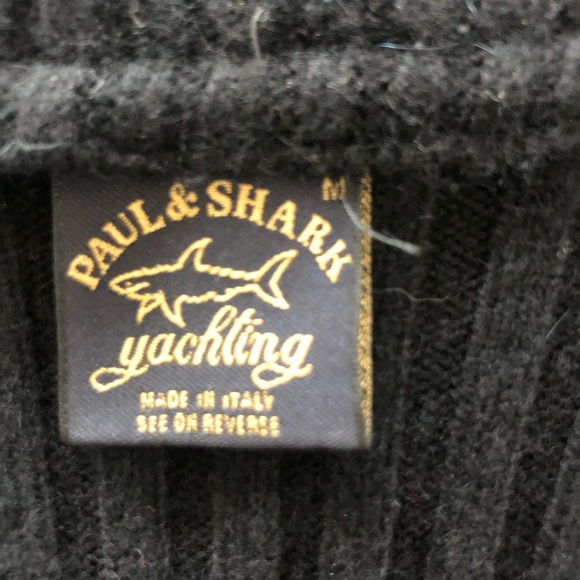 M
PAUL & SHARK
yachting
MADE IN ITALY
SEE ON REVERSE